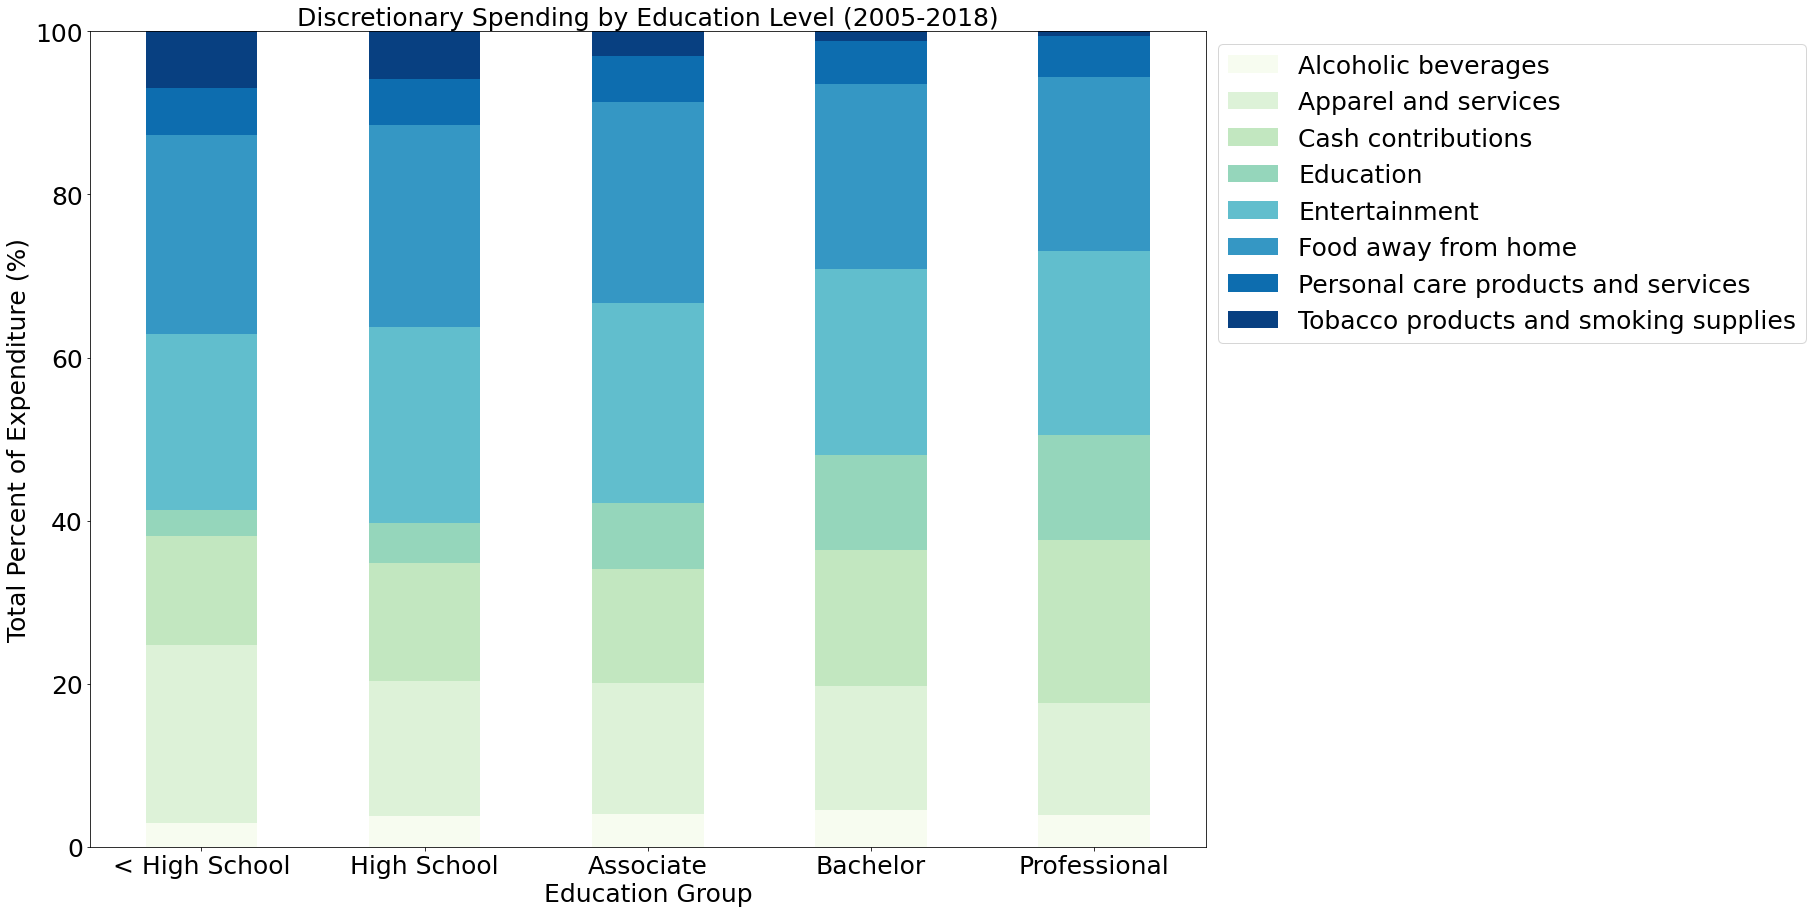 Discretionary Spending by Education Level (2005-2018)
100
80
60
40
20
0
Total Percent of Expenditure (%)
< High School
High School
Associate
Bachelor
Professional
Education Group
Alcoholic beverages
Apparel and services
Cash contributions
Education
Entertainment
Food away from home
Personal care products and services
Tobacco products and smoking supplies